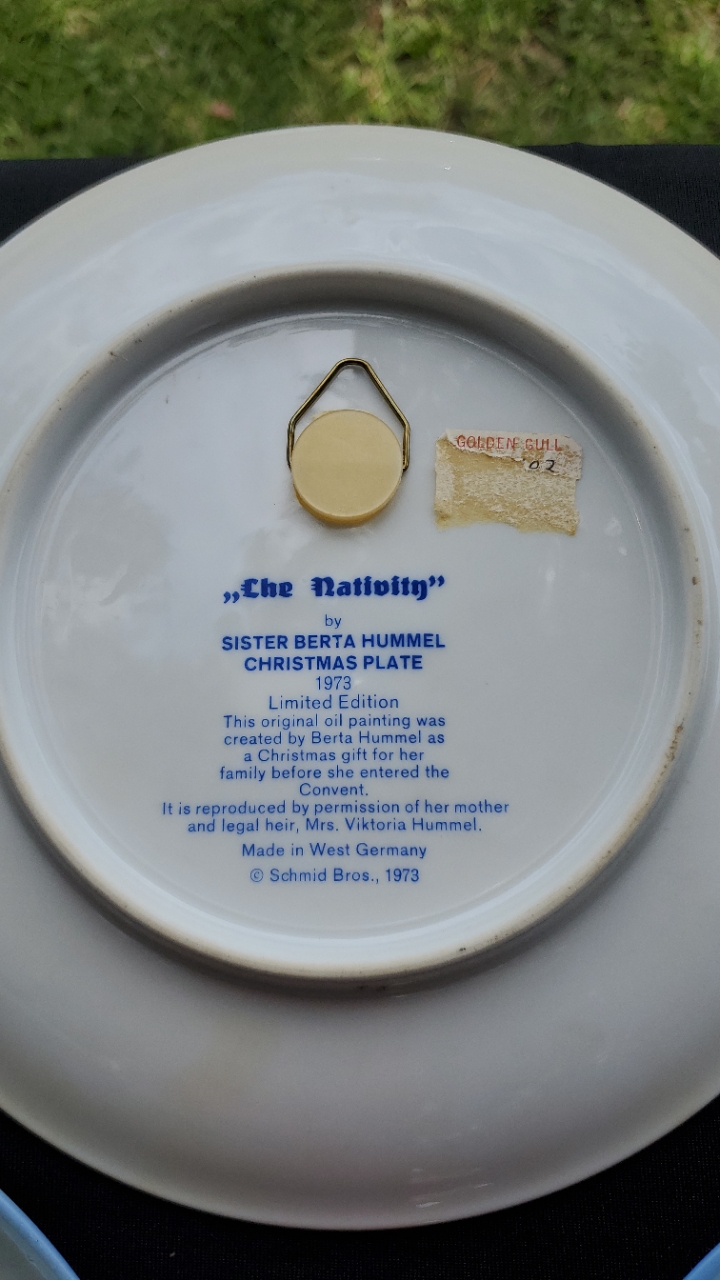 GOLDEN GULL
02
„The Nativity”
by
SISTER BERTA HUMMEL
CHRISTMAS PLATE
1973
Limited Edition
This original oil painting was
created by Berta Hummel as
a Christmas gift for her
family before she entered the
Convent.
It is reproduced by permission of her mother
and legal heir, Mrs. Viktoria Hummel.
Made in West Germany
© Schmid Bros., 1973